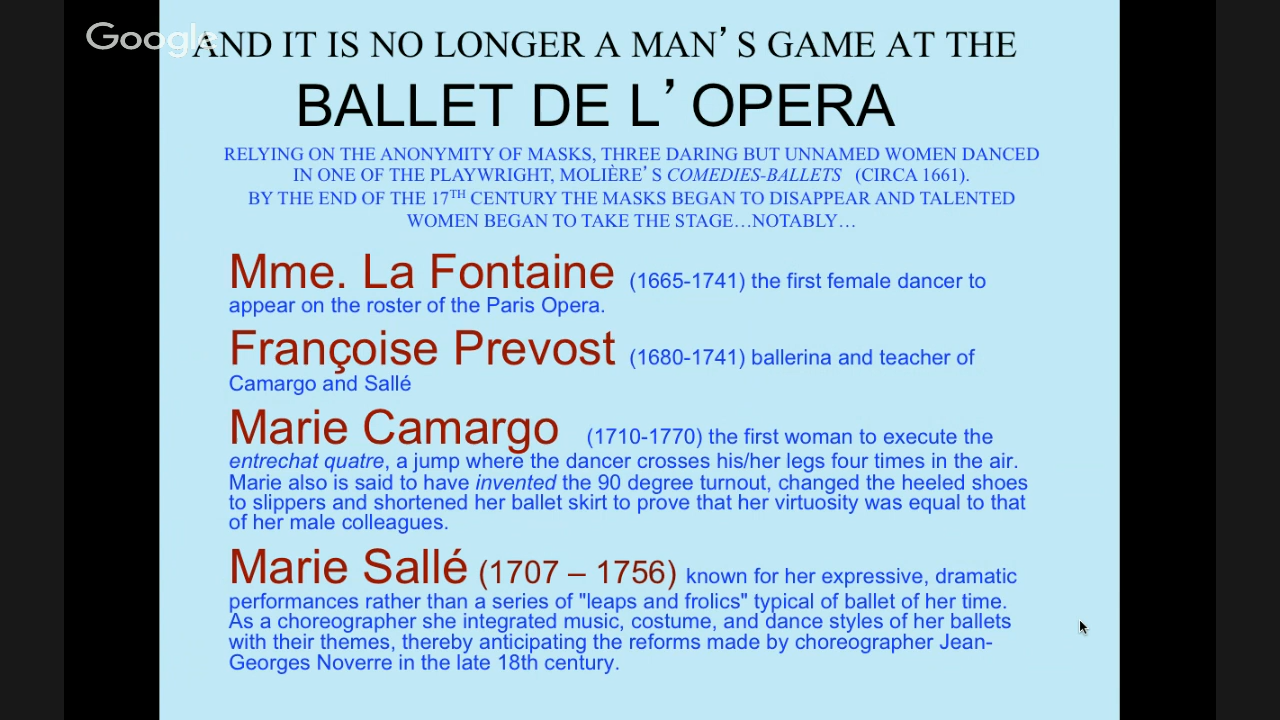 Google
AND IT IS NO LONGER A MAN’S GAME AT THE
BALLET DE L’OPERA
RELYING ON THE ANONYMITY OF MASKS, THREE DARING BUT UNNAMED WOMEN DANCED
IN ONE OF THE PLAYWRIGHT, MOLIÈRE’S COMEDIES-BALLETS (CIRCA 1661).
BY THE END OF THE 17TH CENTURY THE MASKS BEGAN TO DISAPPEAR AND TALENTED
WOMEN BEGAN TO TAKE THE STAGE…NOTABLY…
Mme. La Fontaine (1665-1741) the first female dancer to
appear on the roster of the Paris Opera.
Françoise Prevost (1680-1741) ballerina and teacher of
Camargo and Sallé
Marie Camargo (1710-1770) the first woman to execute the
entrechat quatre, a jump where the dancer crosses his/her legs four times in the air.
Marie also is said to have invented the 90 degree turnout, changed the heeled shoes
to slippers and shortened her ballet skirt to prove that her virtuosity was equal to that
of her male colleagues.
Marie Sallé (1707 – 1756) known for her expressive, dramatic
performances rather than a series of "leaps and frolics" typical of ballet of her time.
As a choreographer she integrated music, costume, and dance styles of her ballets
with their themes, thereby anticipating the reforms made by choreographer Jean-
Georges Noverre in the late 18th century.